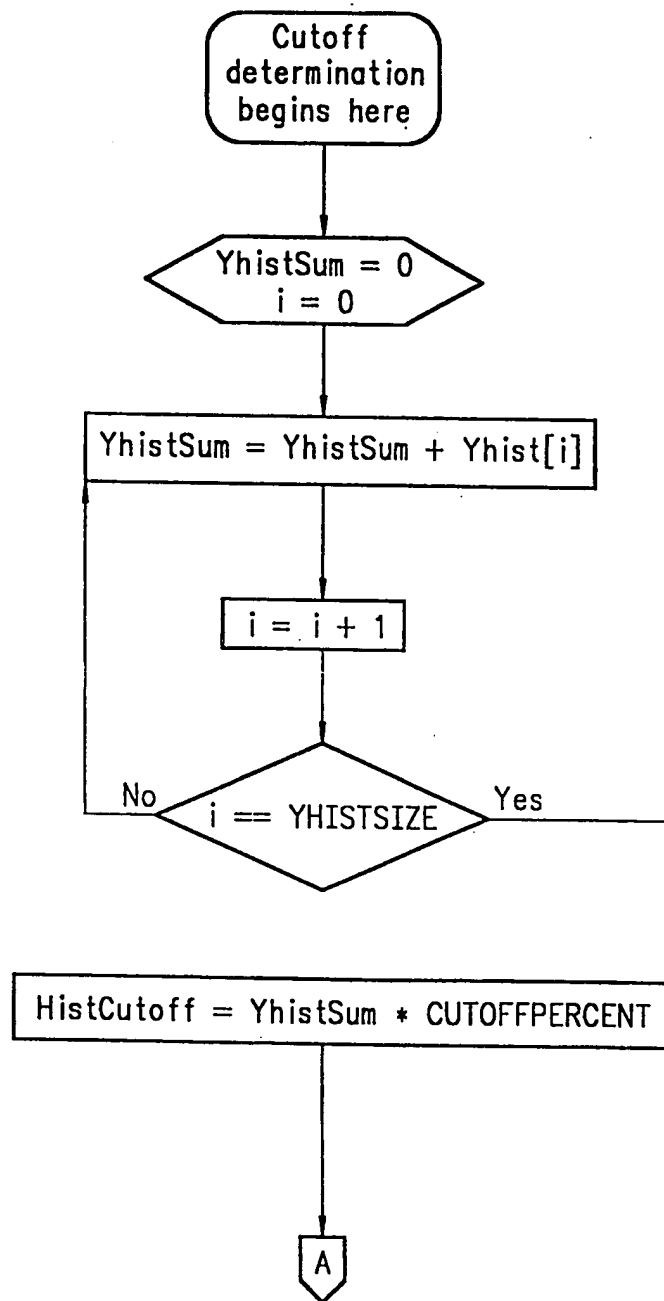 Cutoff
determination
begins here
YhistSum = 0
i = 0
YhistSum = YhistSum + Yhist[i]
i = i + 1
No
i == YHISTSIZE
Yes
HistCutoff = YhistSum * CUTOFFPERCENT
A